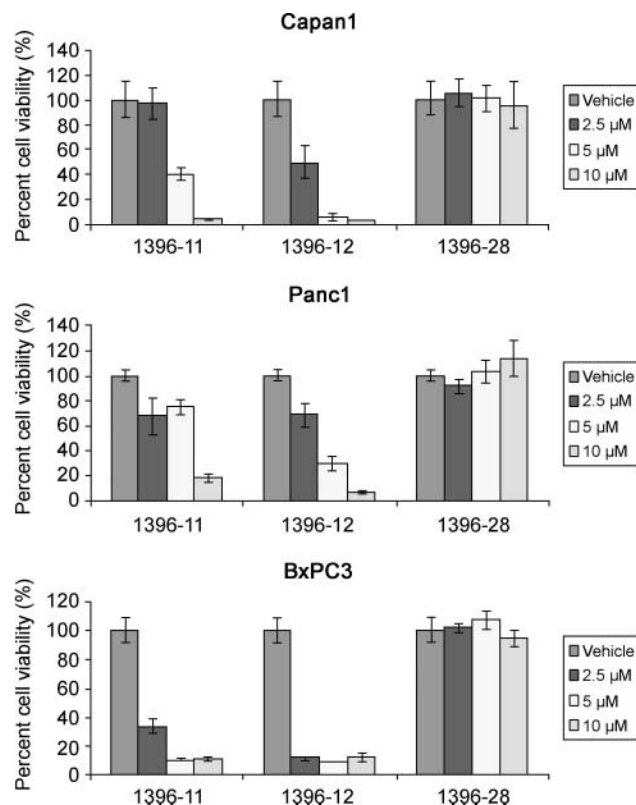 Capan1
Percent cell viability (%)
140
120
100
80
60
40
20
0
1396-11 1396-12 1396-28
Vehicle
2.5 µM
5 µM
10 µM
Panc1
Percent cell viability (%)
140
120
100
80
60
40
20
0
1396-11 1396-12 1396-28
Vehicle
2.5 µM
5 µM
10 µM
BxPC3
Percent cell viability (%)
120
100
80
60
40
20
0
1396-11 1396-12 1396-28
Vehicle
2.5 µM
5 µM
10 µM